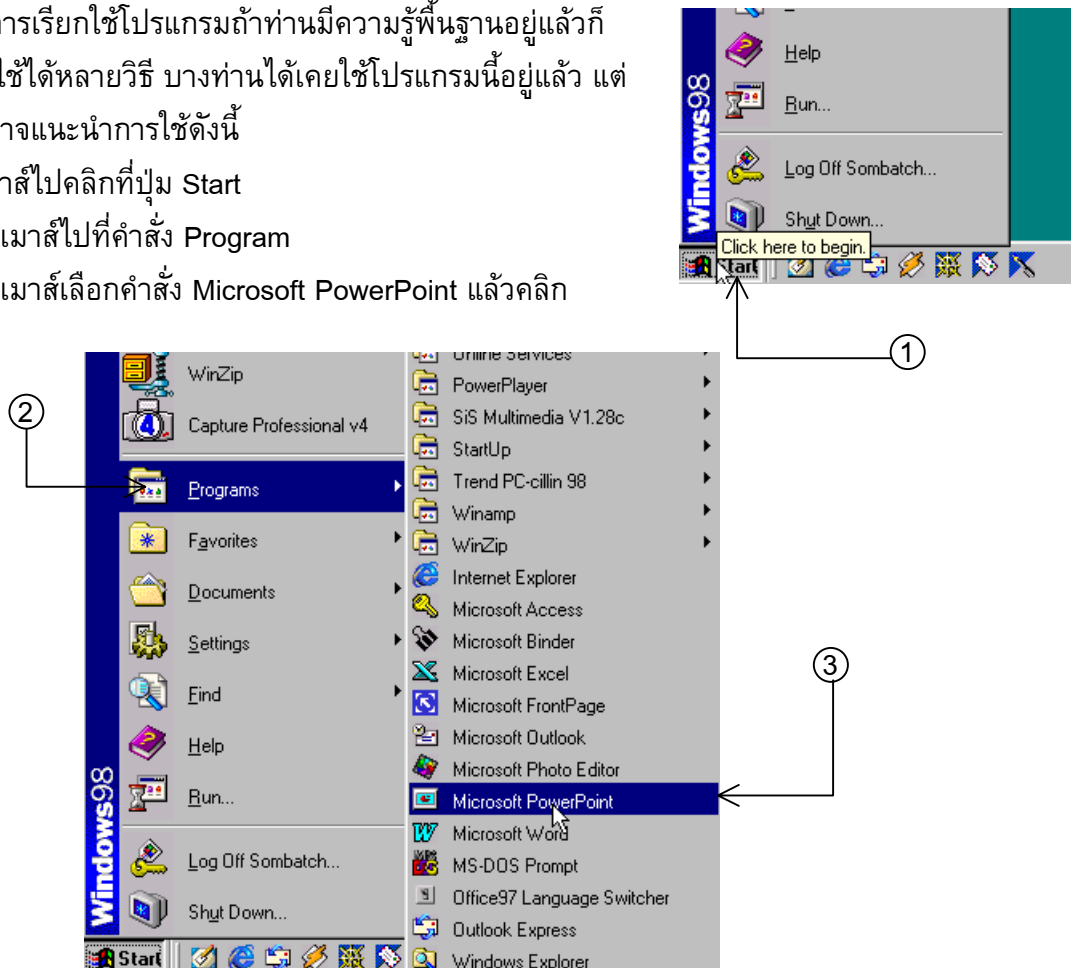 การเรียกใช้โปรแกรมถ้าท่านมีความรู้พื้นฐานอยู่แล้วก็
ใช้ได้หลายวิธี บางท่านได้เคยใช้โปรแกรมนี้อยู่แล้ว แต่
าจแนะนำการใช้ดังนี้
าส์ไปคลิกที่ปุ่ม Start
เมาส์ไปที่คำสั่ง Program
เมาส์เลือกคำสั่ง Microsoft PowerPoint แล้วคลิก
Help
Run...
Log Off Sombatch...
Shut Down...
Windows98
Click here to begin.
Start
1
2
WinZip
Capture Professional v4
Programs
Favorites
Documents
Settings
Find
Help
Run...
Log Off Sombatch...
Shut Down...
Windows98
Start
Online Services
PowerPlayer
SiS Multimedia V1.28c
StartUp
Trend PC-cillin 98
Winamp
WinZip
Internet Explorer
Microsoft Access
Microsoft Binder
Microsoft Excel
Microsoft FrontPage
Microsoft Outlook
Microsoft Photo Editor
Microsoft PowerPoint
Microsoft Word
MS-DOS Prompt
Office97 Language Switcher
Outlook Express
Windows Explorer
3